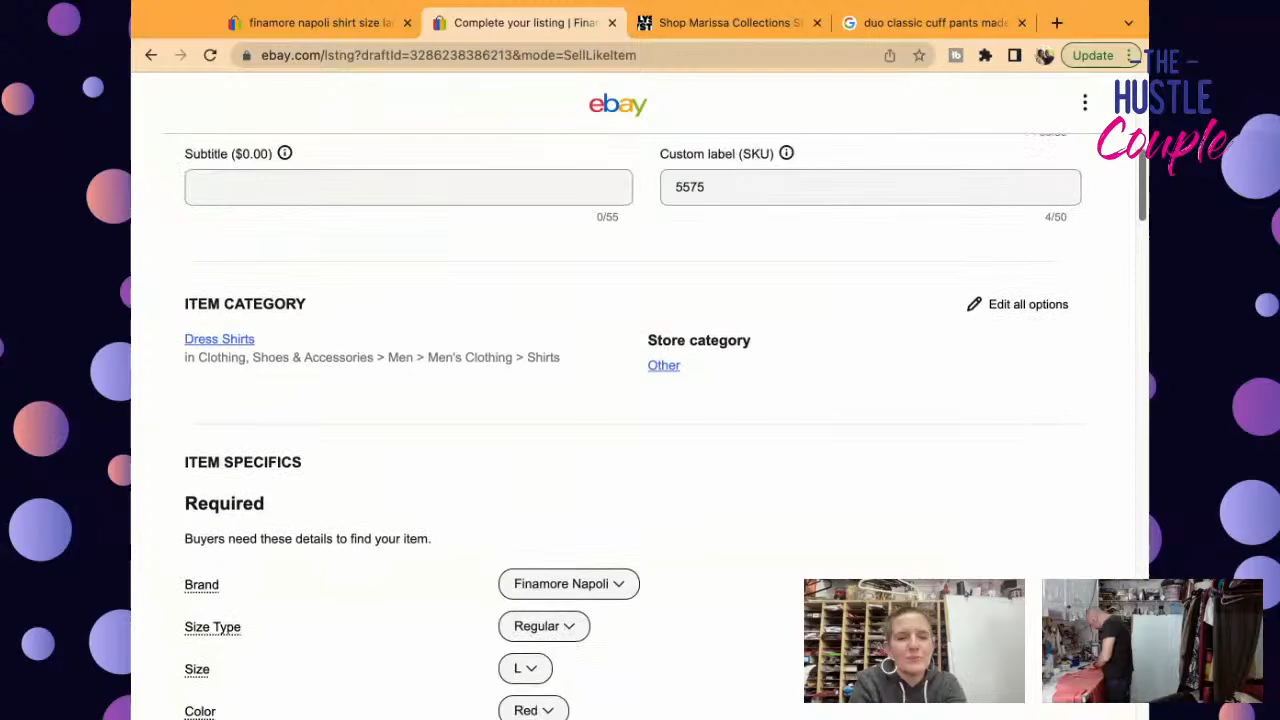 finamore napoli shirt size la
Complete your listing | Fina
Shop Marissa Collections S
duo classic cuff pants made
ebay.com/lstng?draftId=3286238386213&mode=SellLikeItem
Update
THE
HUSTLE
Couple
ebay
Subtitle ($0.00)
Custom label (SKU)
5575
0/55
4/50
ITEM CATEGORY
Edit all options
Dress Shirts
in Clothing, Shoes & Accessories > Men > Men's Clothing > Shirts
Store category
Other
ITEM SPECIFICS
Required
Buyers need these details to find your item.
Brand
Finamore Napoli
Size Type
Regular
Size
L
Color
Red